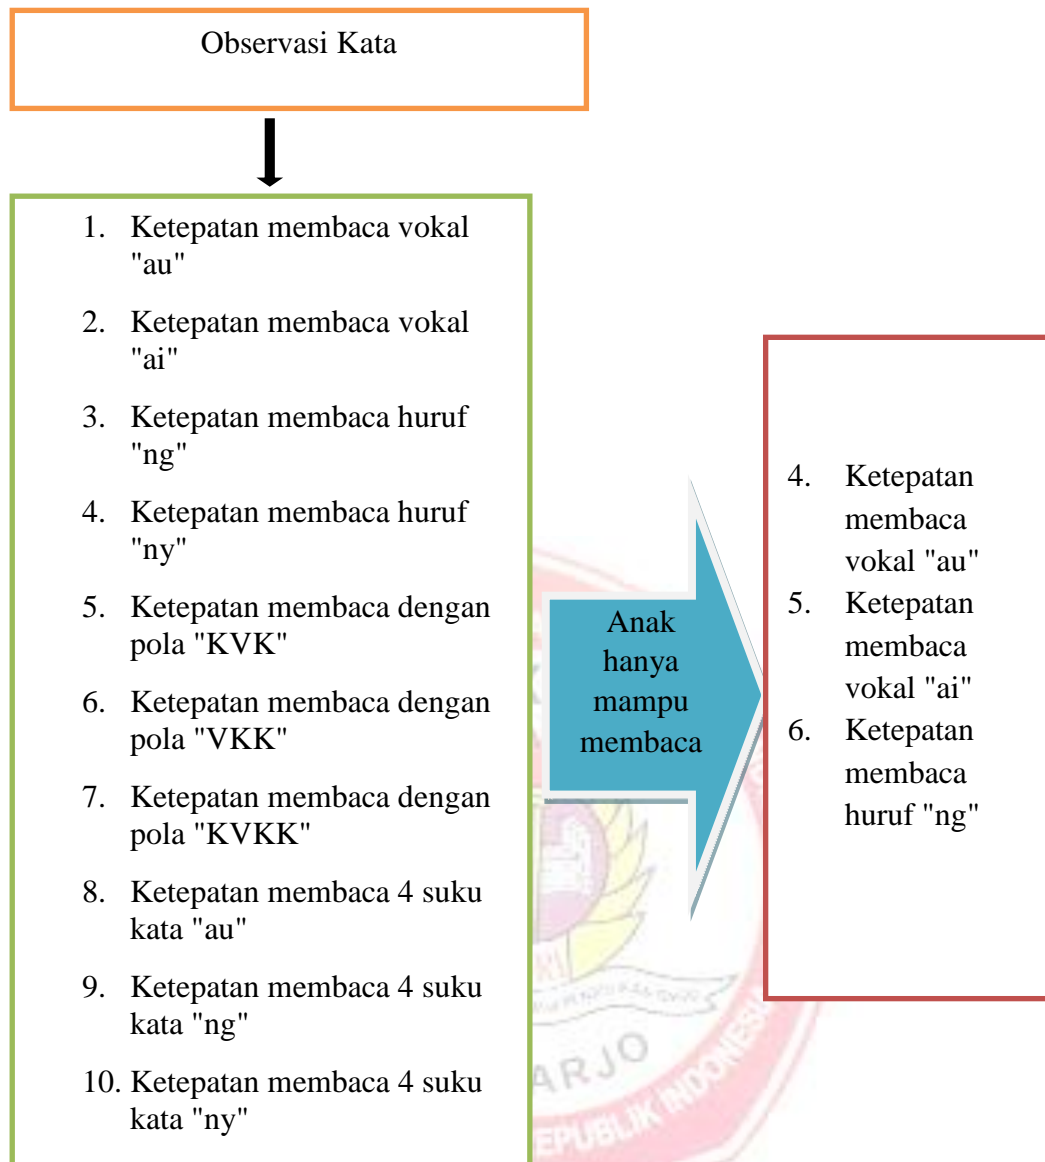 Observasi Kata
1. Ketepatan membaca vokal
"au"
2. Ketepatan membaca vokal
"ai"
3. Ketepatan membaca huruf
"ng"
4. Ketepatan membaca huruf
"ny"
5. Ketepatan membaca dengan
pola "KVK"
6. Ketepatan membaca dengan
pola "VKK"
7. Ketepatan membaca dengan
pola "KVKK"
8. Ketepatan membaca 4 suku
kata "au"
9. Ketepatan membaca 4 suku
kata "ng"
10. Ketepatan membaca 4 suku
kata "ny"
Anak
hanya
mampu
membaca
4. Ketepatan
membaca
vokal "au"
5. Ketepatan
membaca
vokal "ai"
6. Ketepatan
membaca
huruf "ng"
ARJO